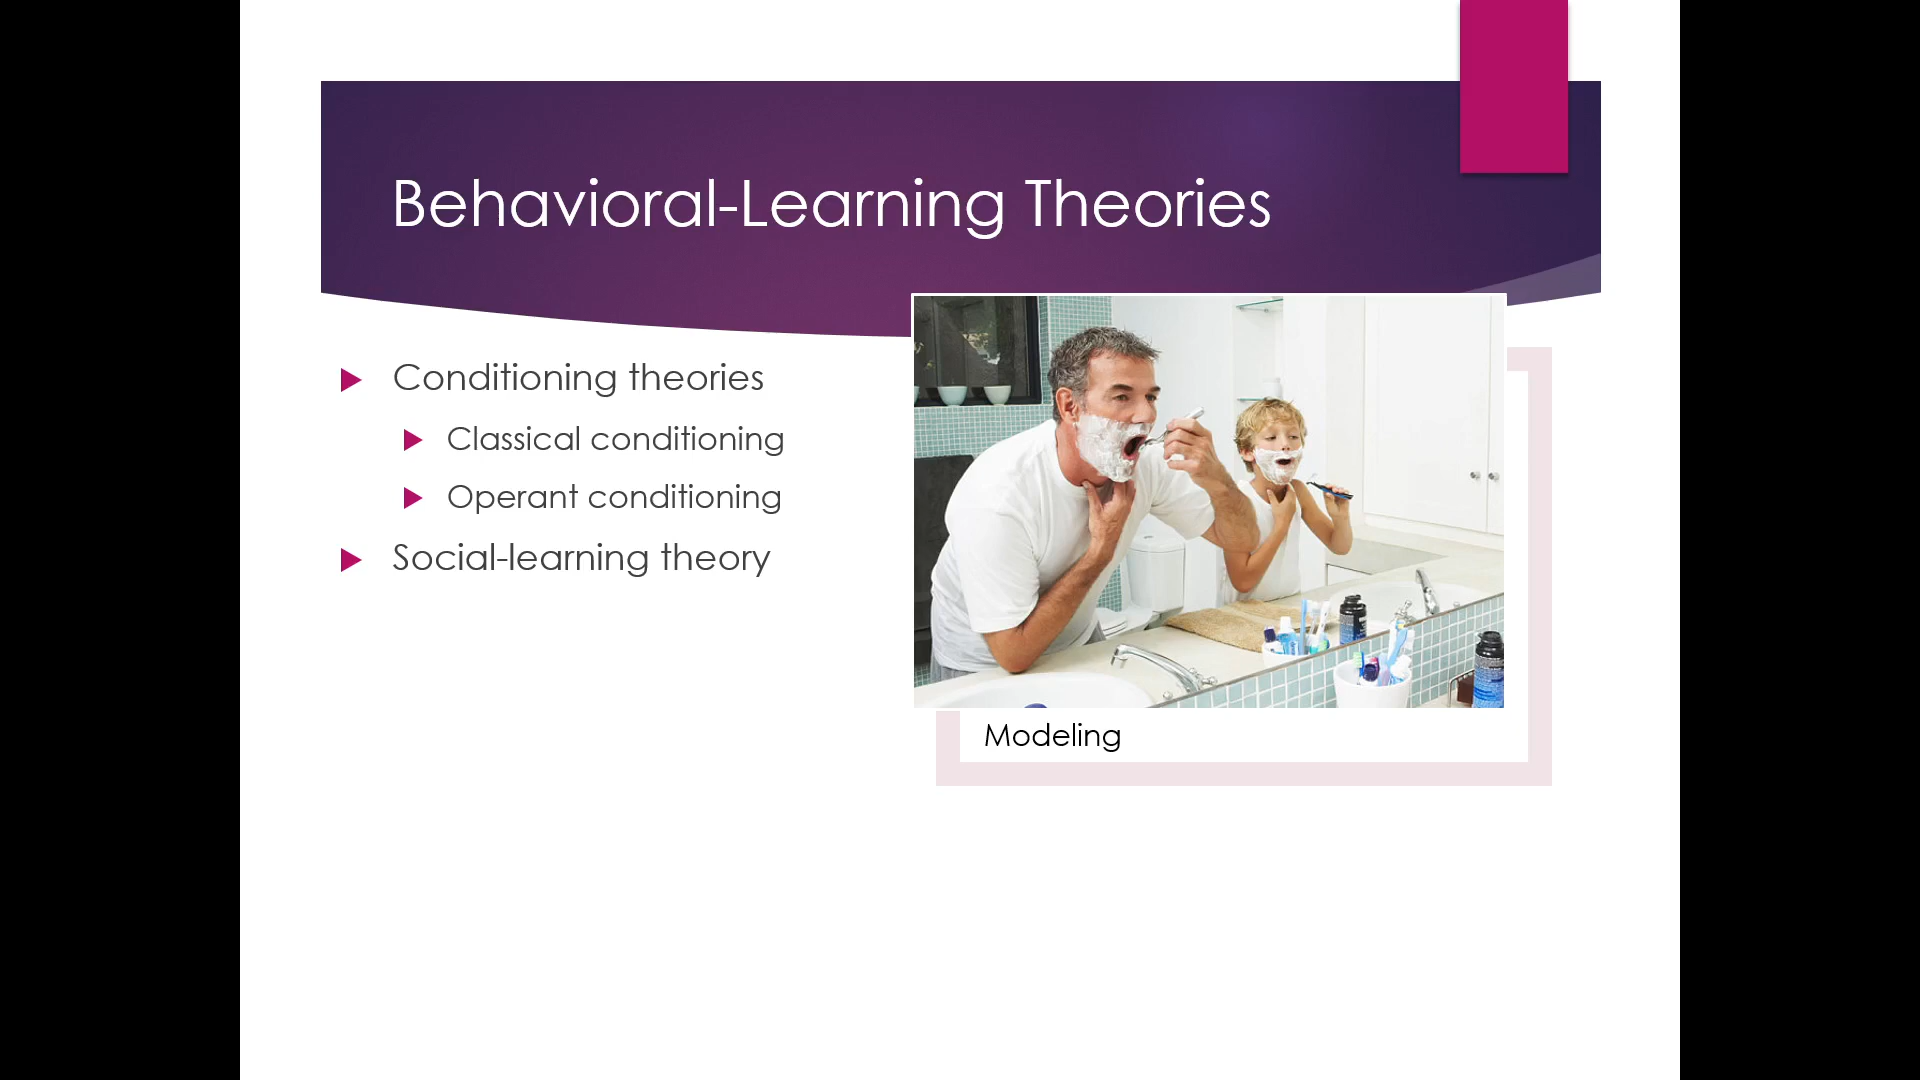 Behavioral-Learning Theories
Conditioning theories
Classical conditioning
Operant conditioning
Social-learning theory
Modeling